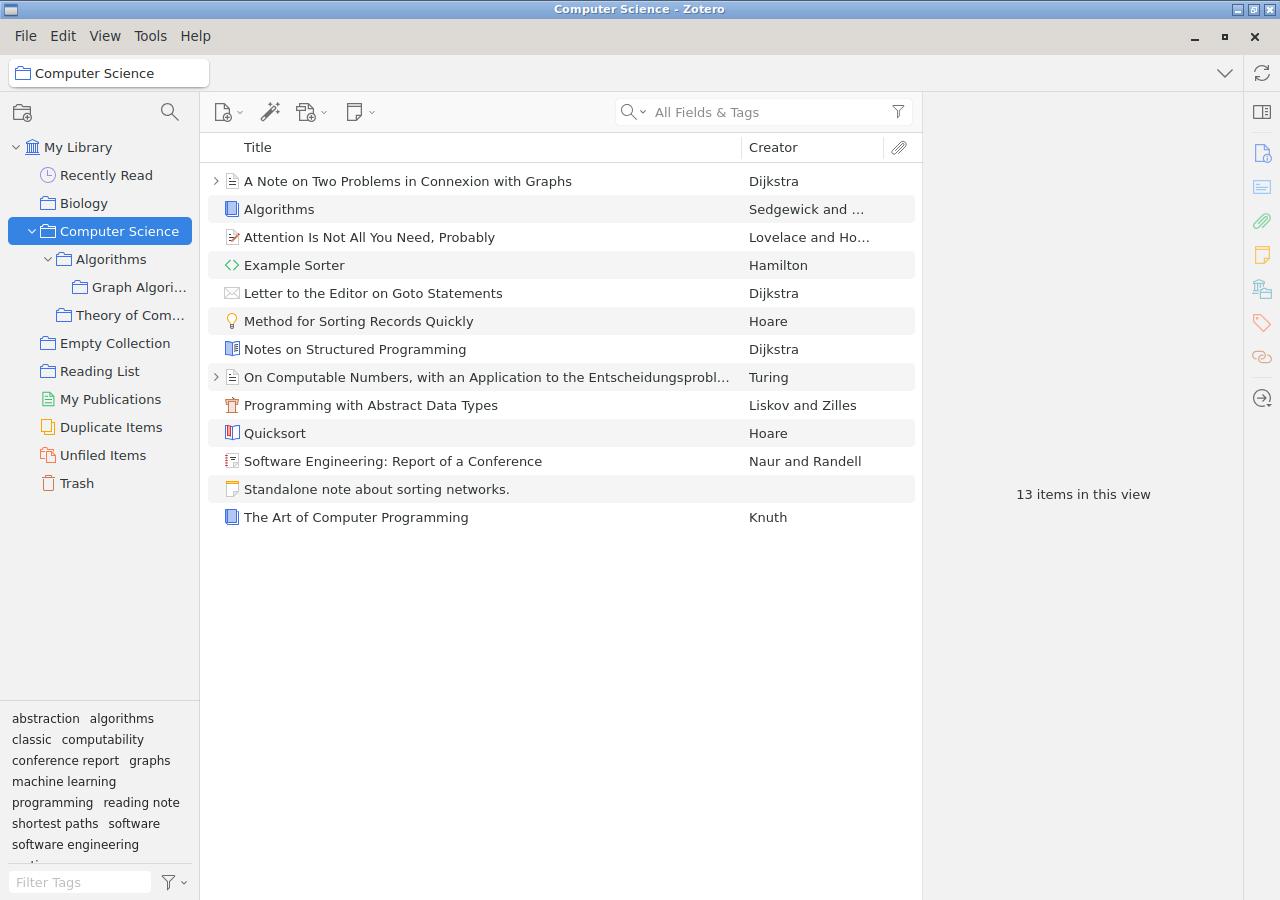 Computer Science - Zotero
File Edit View Tools Help
Computer Science
All Fields & Tags
My Library
Recently Read
Biology
Computer Science
Algorithms
Graph Algori...
Theory of Com...
Empty Collection
Reading List
My Publications
Duplicate Items
Unfiled Items
Trash
Title Creator
A Note on Two Problems in Connexion with Graphs Dijkstra
Algorithms Sedgewick and ...
Attention Is Not All You Need, Probably Lovelace and Ho...
Example Sorter Hamilton
Letter to the Editor on Goto Statements Dijkstra
Method for Sorting Records Quickly Hoare
Notes on Structured Programming Dijkstra
On Computable Numbers, with an Application to the Entscheidungsprobl... Turing
Programming with Abstract Data Types Liskov and Zilles
Quicksort Hoare
Software Engineering: Report of a Conference Naur and Randell
Standalone note about sorting networks.
The Art of Computer Programming Knuth
13 items in this view
abstraction algorithms
classic computability
conference report graphs
machine learning
programming reading note
shortest paths software
software engineering
Filter Tags